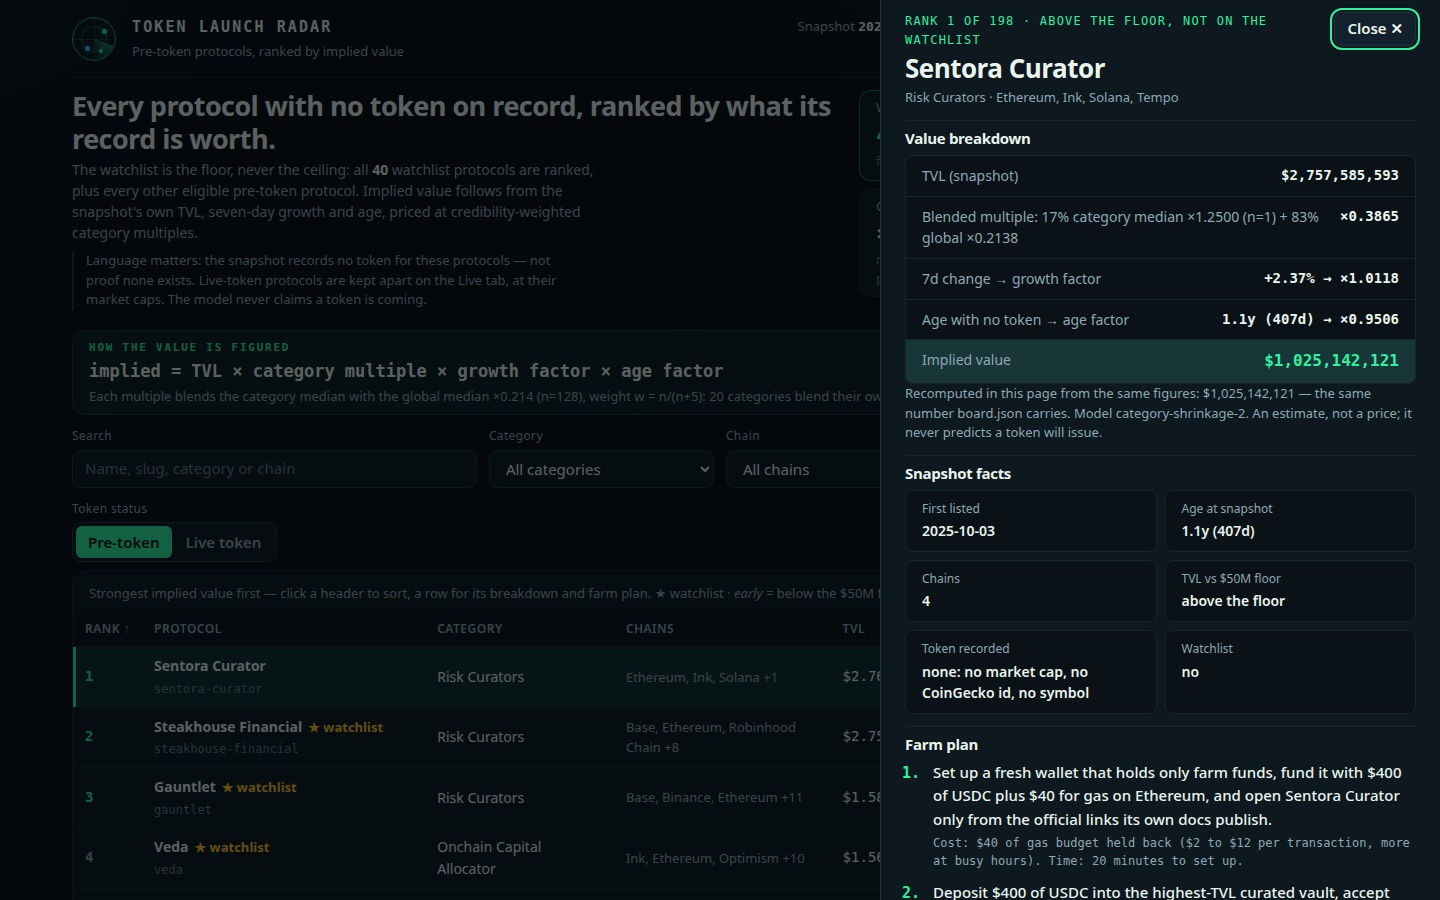 TOKEN LAUNCH RADAR
Pre-token protocols, ranked by implied value
Snapshot 202
Every protocol with no token on record, ranked by what its
record is worth.
The watchlist is the floor, never the ceiling: all 40 watchlist protocols are ranked,
plus every other eligible pre-token protocol. Implied value follows from the
snapshot's own TVL, seven-day growth and age, priced at credibility-weighted
category multiples.
Language matters: the snapshot records no token for these protocols — not
proof none exists. Live-token protocols are kept apart on the Live tab, at their
market caps. The model never claims a token is coming.
HOW THE VALUE IS FIGURED
implied = TVL × category multiple × growth factor × age factor
Each multiple blends the category median with the global median ×0.214 (n=128), weight w = n/(n+5): 20 categories blend their ow
Search
Category
Chain
Name, slug, category or chain
All categories
All chains
Token status
Pre-token
Live token
Strongest implied value first — click a header to sort, a row for its breakdown and farm plan. ★ watchlist · early = below the $50M f
RANK ↑ PROTOCOL CATEGORY CHAINS TVL
1 Sentora Curator Risk Curators Ethereum, Ink, Solana +1 $2.76
sentora-curator
2 Steakhouse Financial ★ watchlist Risk Curators Base, Ethereum, Robinhood Chain +8 $2.75
steakhouse-financial
3 Gauntlet ★ watchlist Risk Curators Base, Binance, Ethereum +11 $1.58
gauntlet
4 Veda ★ watchlist Onchain Capital Allocator Ink, Ethereum, Optimism +10 $1.56
veda
RANK 1 OF 198 · ABOVE THE FLOOR, NOT ON THE
WATCHLIST
Close ✕
Sentora Curator
Risk Curators · Ethereum, Ink, Solana, Tempo
Value breakdown
TVL (snapshot) $2,757,585,593
Blended multiple: 17% category median ×1.2500 (n=1) + 83% ×0.3865
global ×0.2138
7d change → growth factor +2.37% → ×1.0118
Age with no token → age factor 1.1y (407d) → ×0.9506
Implied value $1,025,142,121
Recomputed in this page from the same figures: $1,025,142,121 — the same
number board.json carries. Model category-shrinkage-2. An estimate, not a price; it
never predicts a token will issue.
Snapshot facts
First listed
2025-10-03
Age at snapshot
1.1y (407d)
Chains
4
TVL vs $50M floor
above the floor
Token recorded
none: no market cap, no
CoinGecko id, no symbol
Watchlist
no
Farm plan
1. Set up a fresh wallet that holds only farm funds, fund it with $400
of USDC plus $40 for gas on Ethereum, and open Sentora Curator
only from the official links its own docs publish.
Cost: $40 of gas budget held back ($2 to $12 per transaction, more
at busy hours). Time: 20 minutes to set up.
2. Deposit $400 of USDC into the highest-TVL curated vault, accept